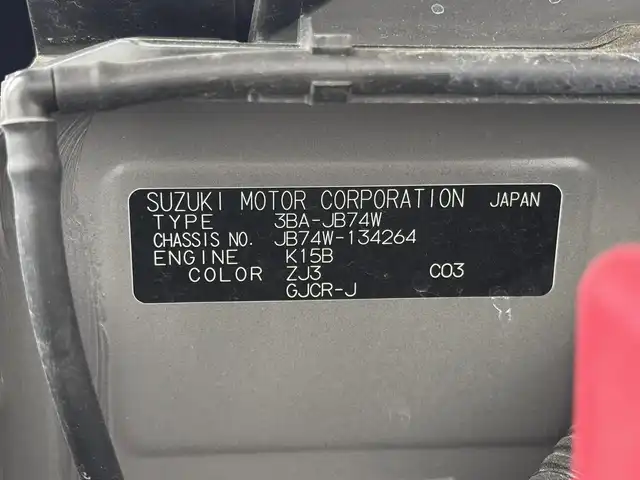 SUZUKI MOTOR CORPORATION JAPAN
TYPE 3BA-JB74W
CHASSIS NO. JB74W-134264
ENGINE K15B
COLOR ZJ3 C03
GJCR-J